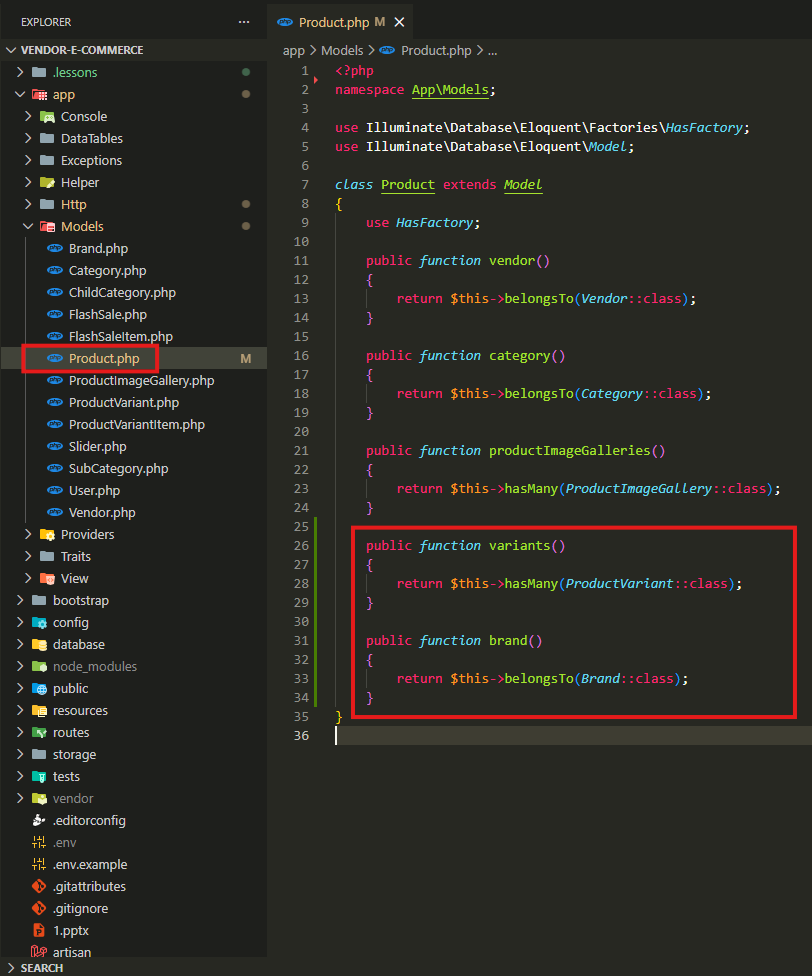 EXPLORER
...
VENDOR-E-COMMERCE
.lessons
app
Console
DataTables
Exceptions
Helper
Http
Models
Brand.php
Category.php
ChildCategory.php
FlashSale.php
FlashSaleItem.php
Product.php M
ProductImageGallery.php
ProductVariant.php
ProductVariantItem.php
Slider.php
SubCategory.php
User.php
Vendor.php
Providers
Traits
View
bootstrap
config
database
node_modules
public
resources
routes
storage
tests
vendor
.editorconfig
.env
.env.example
.gitattributes
.gitignore
1.pptx
artisan
SEARCH
Product.php M
app > Models > Product.php > ...
1 <?php
2 namespace App\Models;
3
4 use Illuminate\Database\Eloquent\Factories\HasFactory;
5 use Illuminate\Database\Eloquent\Model;
6
7 class Product extends Model
8 {
9     use HasFactory;
10
11     public function vendor()
12     {
13         return $this->belongsTo(Vendor::class);
14     }
15
16     public function category()
17     {
18         return $this->belongsTo(Category::class);
19     }
20
21     public function productImageGalleries()
22     {
23         return $this->hasMany(ProductImageGallery::class);
24     }
25
26     public function variants()
27     {
28         return $this->hasMany(ProductVariant::class);
29     }
30
31     public function brand()
32     {
33         return $this->belongsTo(Brand::class);
34     }
35 }
36